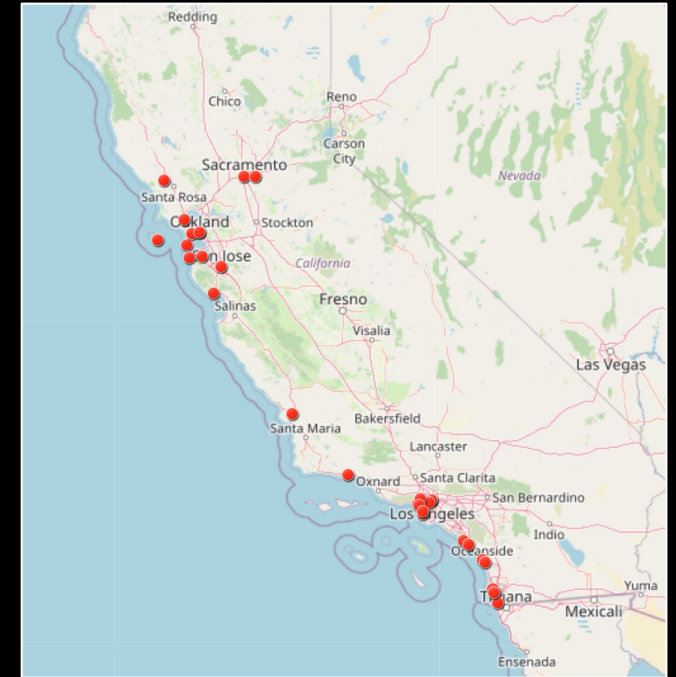 Redding
Chico
Reno
Carson
City
Sacramento
Nevada
Santa Rosa
Oakland
Stockton
San Jose
California
Salinas
Fresno
Visalia
Las Vegas
Bakersfield
Santa Maria
Lancaster
Oxnard
Santa Clarita
San Bernardino
Los Angeles
Indio
Oceanside
Yuma
Tijuana
Mexicali
Ensenada